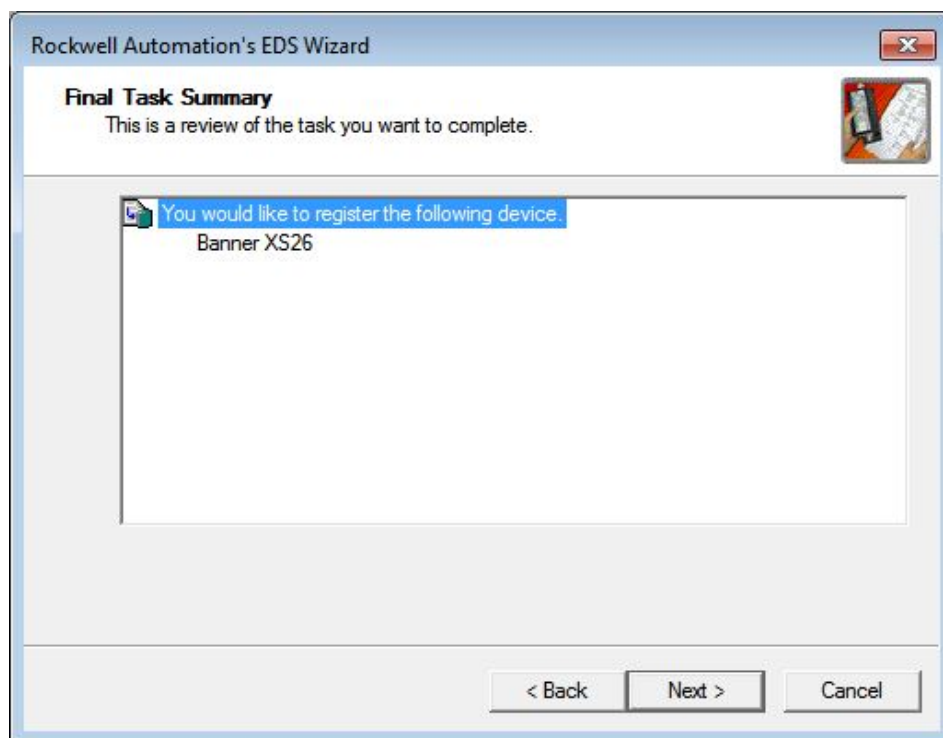 Rockwell Automation's EDS Wizard
Final Task Summary
This is a review of the task you want to complete.
You would like to register the following device.
Banner XS26
< Back
Next >
Cancel